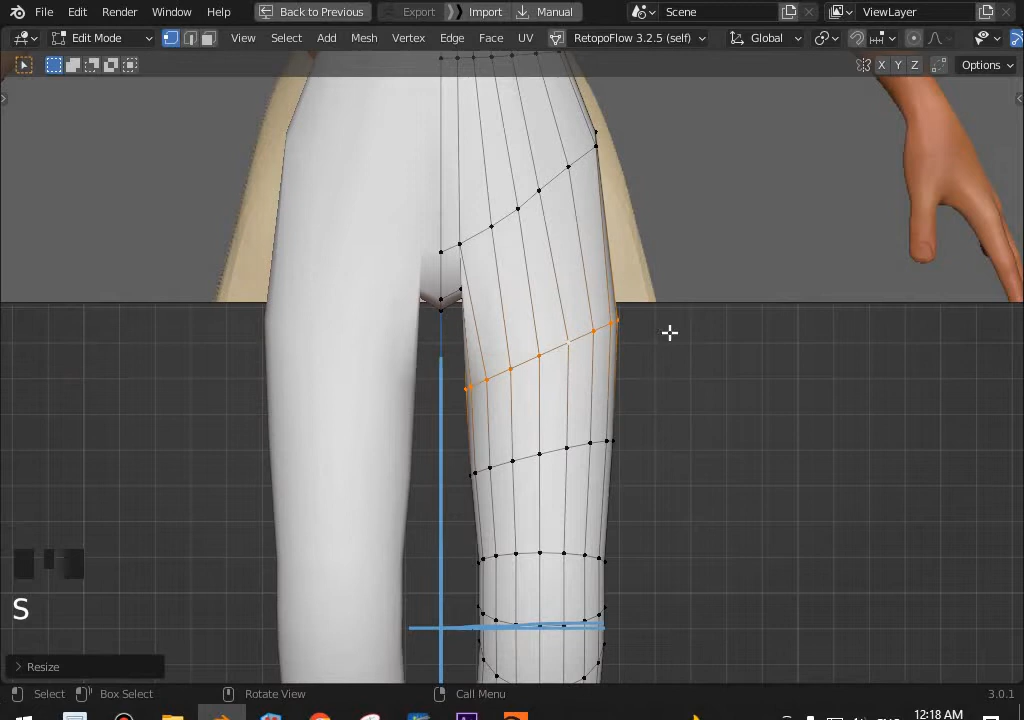 File Edit Render Window Help Back to Previous Export Import Manual Scene ViewLayer
Edit Mode View Select Add Mesh Vertex Edge Face UV RetopoFlow 3.2.5 (self) Global
X Y Z Options
S
Resize
Select Box Select Rotate View Call Menu 3.0.1
12:18 AM